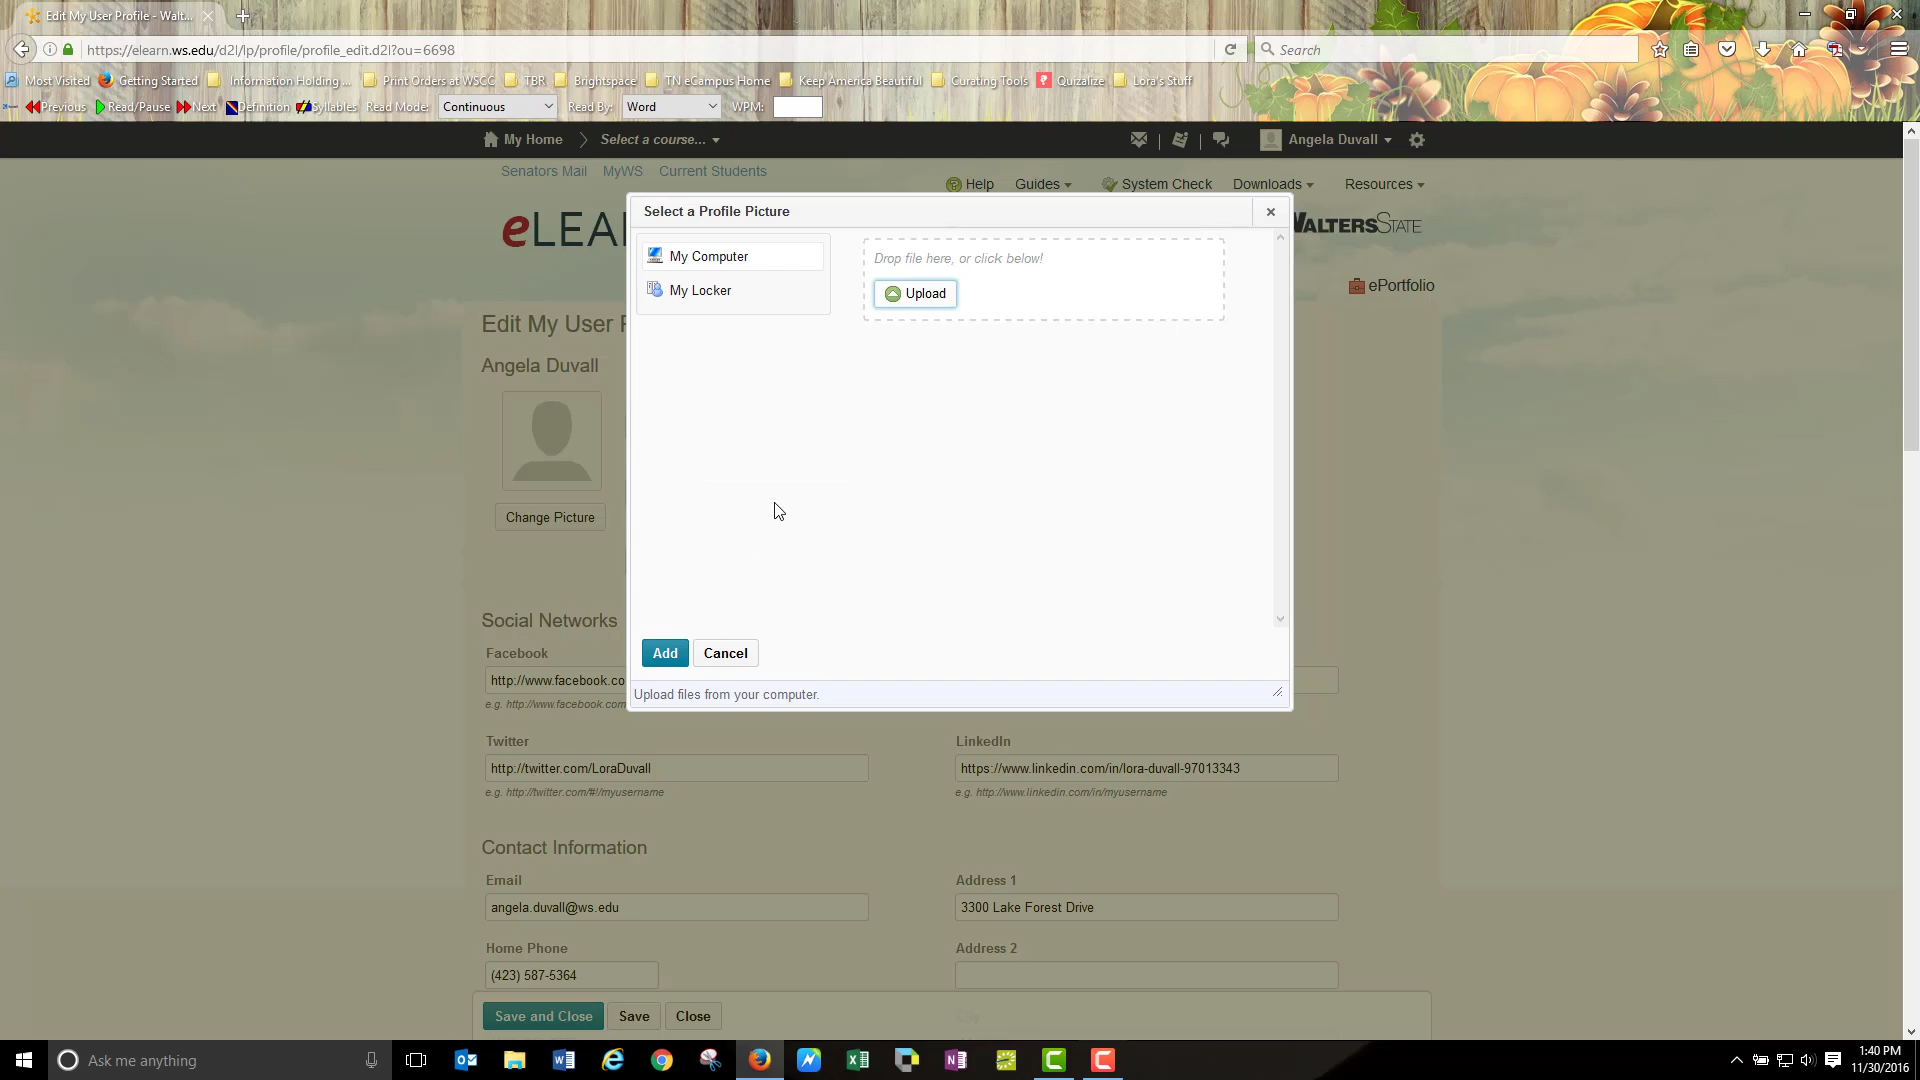 Edit My User Profile - Walt...
https://elearn.ws.edu/d2l/lp/profile/profile_edit.d2l?ou=6698
Search
Most Visited Getting Started Information Holding ... Print Orders at WSCC TBR Brightspace TN eCampus Home Keep America Beautiful Curating Tools Quizalize Lora's Stuff
Previous Read/Pause Next Definition Syllables Read Mode: Continuous Read By: Word WPM:
My Home Select a course... Angela Duvall
Senators Mail MyWS Current Students
Help Guides System Check Downloads Resources
eLEA
WALTERS STATE
ePortfolio
Select a Profile Picture
My Computer
My Locker
Drop file here, or click below!
Upload
Add Cancel
Upload files from your computer.
Edit My User P
Angela Duvall
Change Picture
Social Networks
Facebook
http://www.facebook.co
e.g. http://www.facebook.com
Twitter
http://twitter.com/LoraDuvall
e.g. http://twitter.com/#!/myusername
LinkedIn
https://www.linkedin.com/in/lora-duvall-97013343
e.g. http://www.linkedin.com/in/myusername
Contact Information
Email
angela.duvall@ws.edu
Address 1
3300 Lake Forest Drive
Home Phone
(423) 587-5364
Address 2
Save and Close Save Close
Ask me anything
1:40 PM
11/30/2016